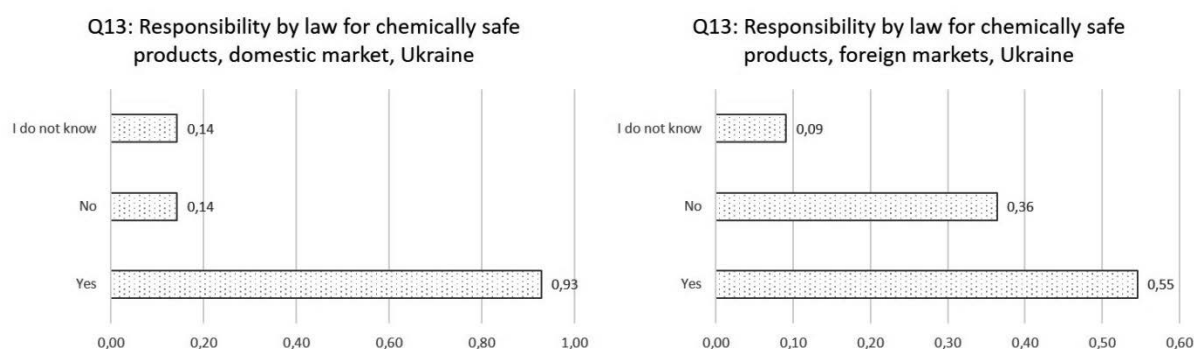 Q13: Responsibility by law for chemically safe
products, domestic market, Ukraine
I do not know
0,14
No
0,14
Yes
0,93
0,00 0,20 0,40 0,60 0,80 1,00
Q13: Responsibility by law for chemically safe
products, foreign markets, Ukraine
I do not know
0,09
No
0,36
Yes
0,55
0,00 0,10 0,20 0,30 0,40 0,50 0,60